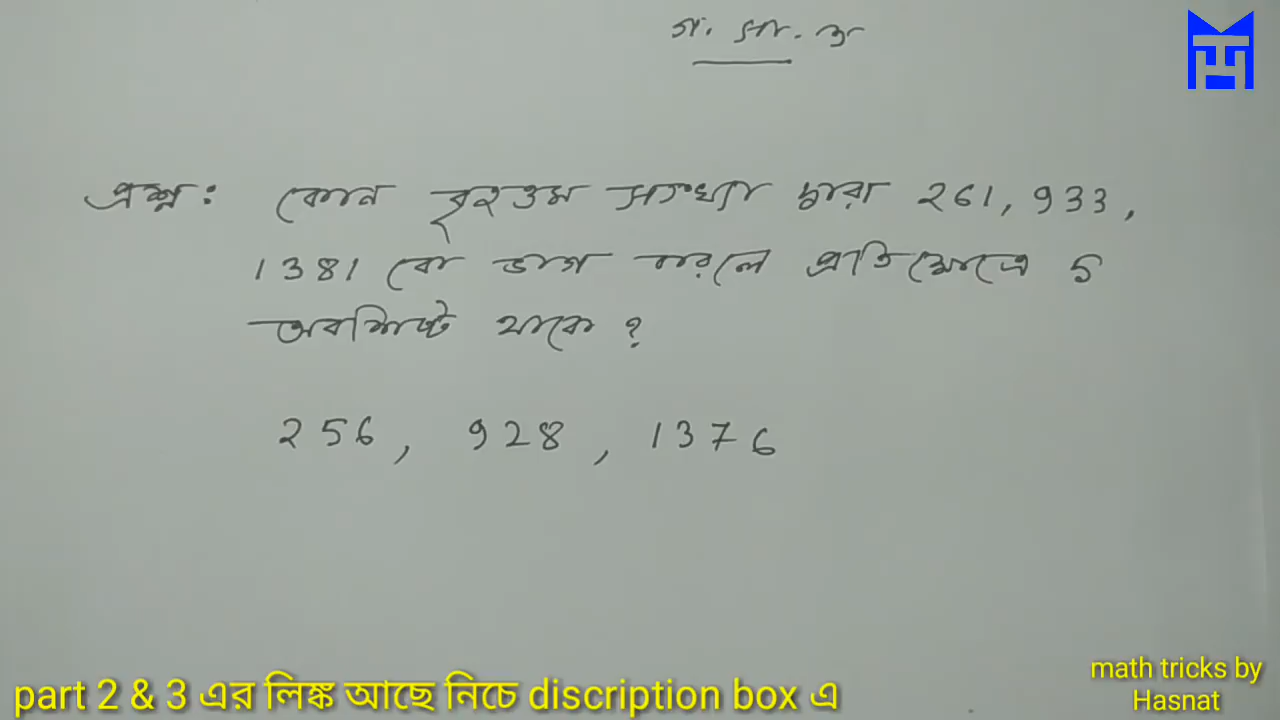 গ. সা. গু
প্রশ্ন: কোন বৃহত্তম সংখ্যা দ্বারা 261, 933,
1381 কে ভাগ করলে প্রতিক্ষেত্রে 5
অবশিষ্ট থাকে ?
256, 928, 1376
part 2 & 3 এর লিঙ্ক আছে নিচে discription box এ
math tricks by
Hasnat